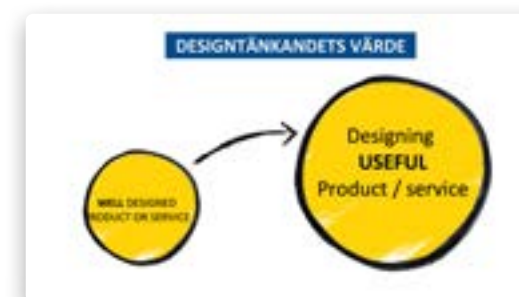 DESIGNTÄNKANDETS VÄRDE
Designing
USEFUL
Product / service
WELL DESIGNED
PRODUCT OR SERVICE